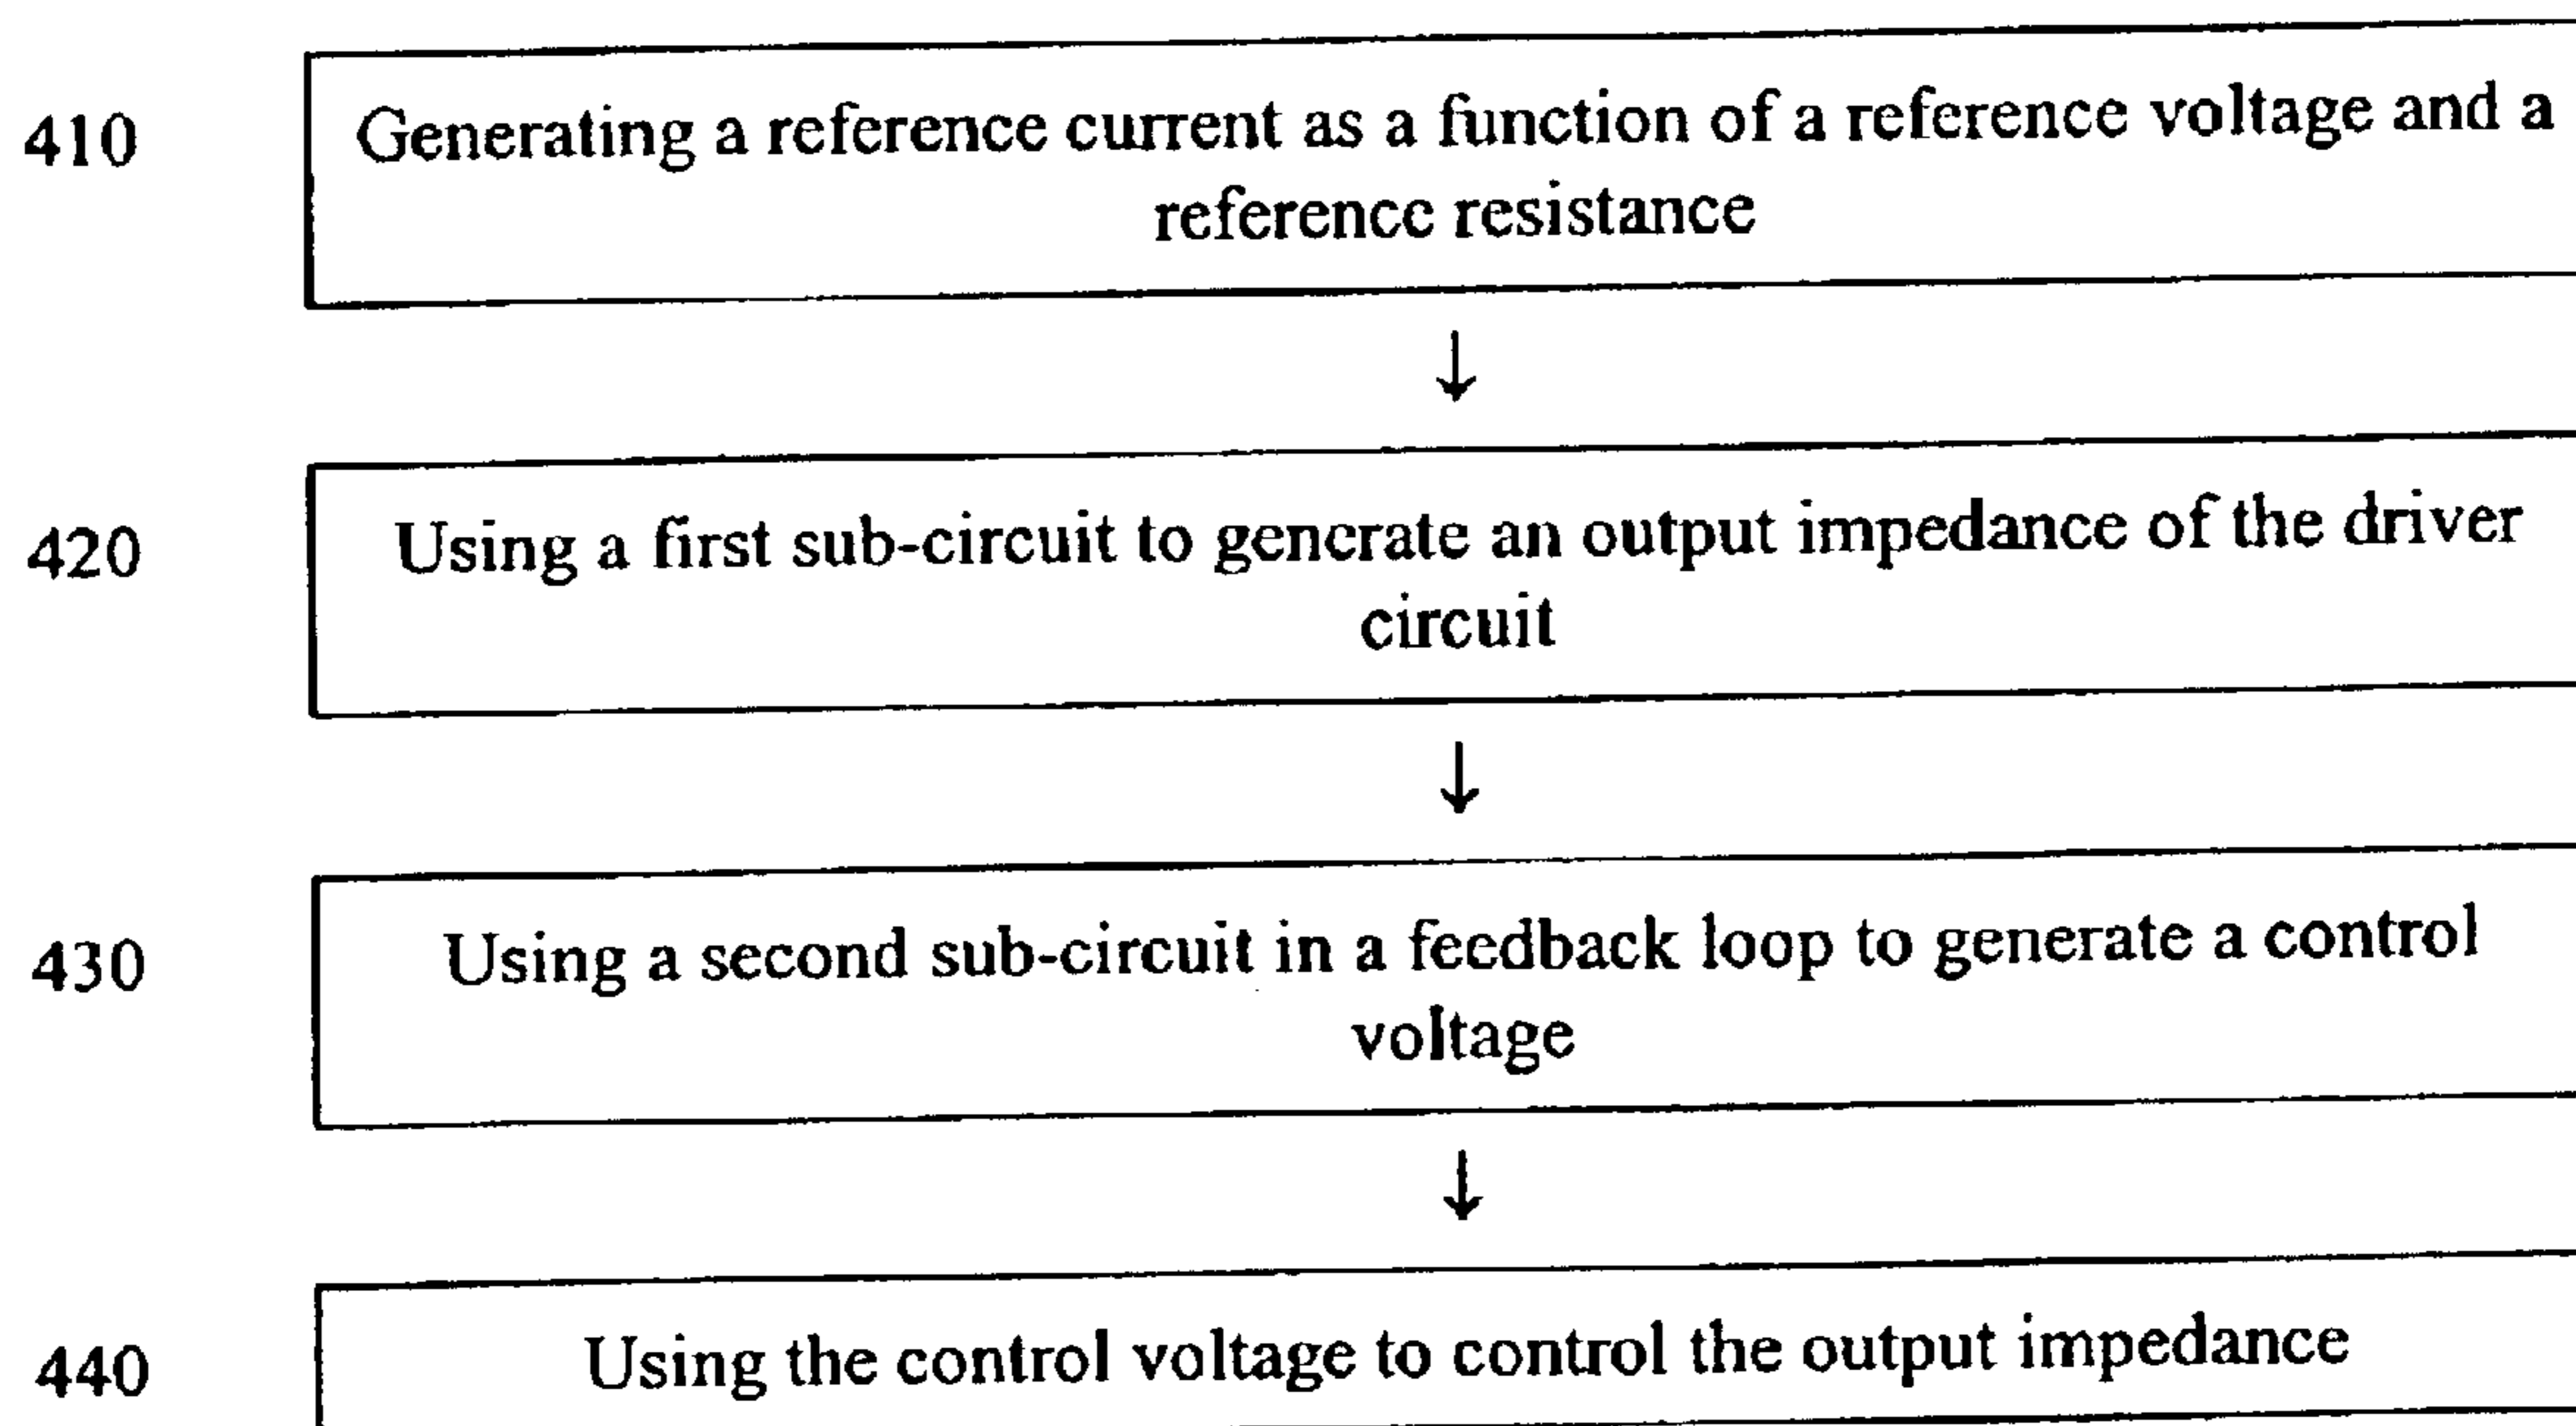 410
Generating a reference current as a function of a reference voltage and a
reference resistance
↓
420
Using a first sub-circuit to generate an output impedance of the driver
circuit
↓
430
Using a second sub-circuit in a feedback loop to generate a control
voltage
↓
440
Using the control voltage to control the output impedance